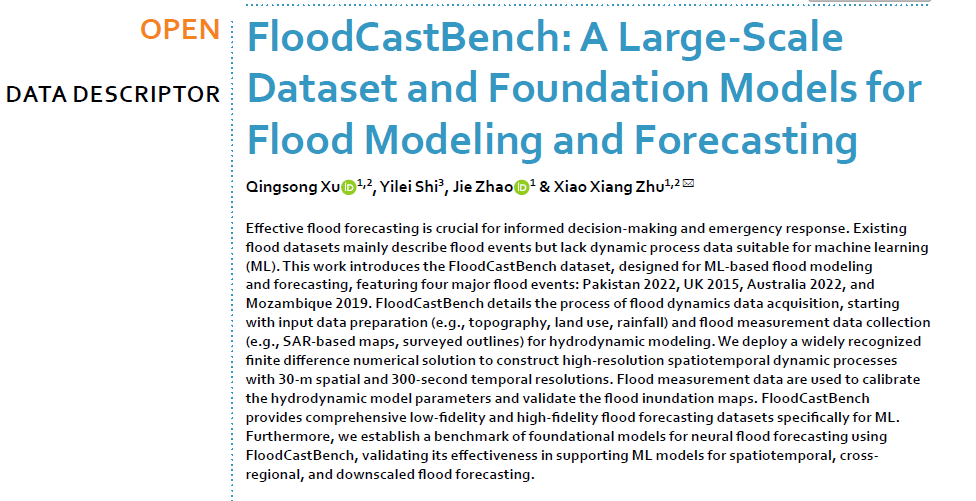 OPEN
DATA DESCRIPTOR
FloodCastBench: A Large-Scale
Dataset and Foundation Models for
Flood Modeling and Forecasting
Qingsong Xu 1,2, Yilei Shi3, Jie Zhao 1 & Xiao Xiang Zhu1,2 ✉
Effective flood forecasting is crucial for informed decision-making and emergency response. Existing
flood datasets mainly describe flood events but lack dynamic process data suitable for machine learning
(ML). This work introduces the FloodCastBench dataset, designed for ML-based flood modeling
and forecasting, featuring four major flood events: Pakistan 2022, UK 2015, Australia 2022, and
Mozambique 2019. FloodCastBench details the process of flood dynamics data acquisition, starting
with input data preparation (e.g., topography, land use, rainfall) and flood measurement data collection
(e.g., SAR-based maps, surveyed outlines) for hydrodynamic modeling. We deploy a widely recognized
finite difference numerical solution to construct high-resolution spatiotemporal dynamic processes
with 30-m spatial and 300-second temporal resolutions. Flood measurement data are used to calibrate
the hydrodynamic model parameters and validate the flood inundation maps. FloodCastBench
provides comprehensive low-fidelity and high-fidelity flood forecasting datasets specifically for ML.
Furthermore, we establish a benchmark of foundational models for neural flood forecasting using
FloodCastBench, validating its effectiveness in supporting ML models for spatiotemporal, cross-
regional, and downscaled flood forecasting.